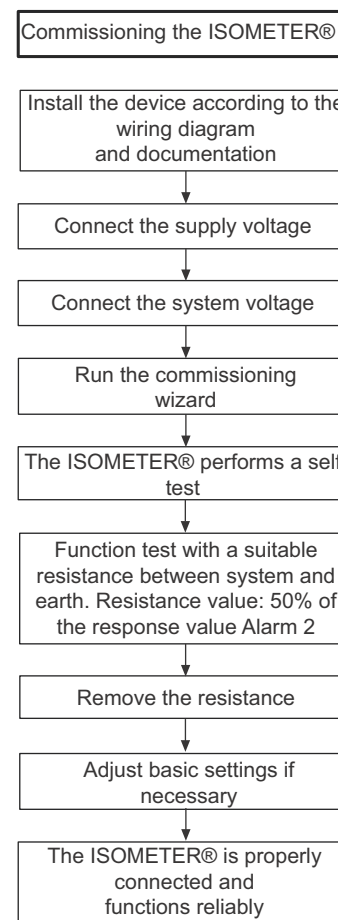 Commissioning the ISOMETER®
Install the device according to the
wiring diagram
and documentation
Connect the supply voltage
Connect the system voltage
Run the commissioning
wizard
The ISOMETER® performs a self
test
Function test with a suitable
resistance between system and
earth. Resistance value: 50% of
the response value Alarm 2
Remove the resistance
Adjust basic settings if
necessary
The ISOMETER® is properly
connected and
functions reliably